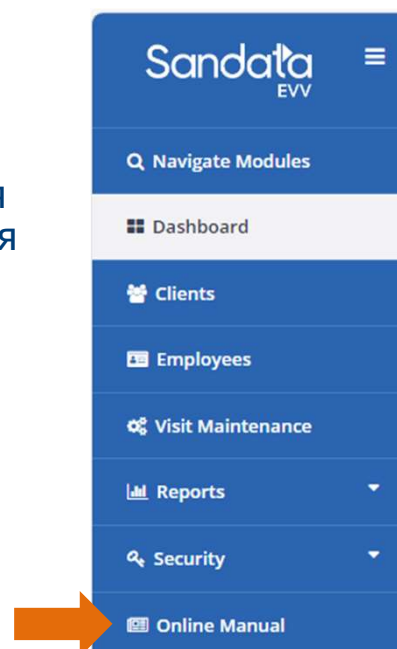 Sandata
EVV
Navigate Modules
я
Dashboard
я
Clients
Employees
Visit Maintenance
Reports
Security
Online Manual